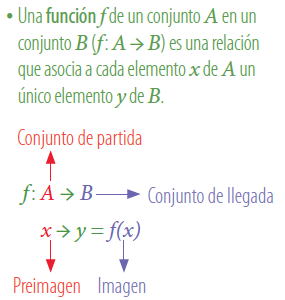 • Una función f de un conjunto A en un
conjunto B (f: A → B) es una relación
que asocia a cada elemento x de A un
único elemento y de B.
Conjunto de partida
f: A → B → Conjunto de llegada
x → y = f(x)
Preimagen Imagen